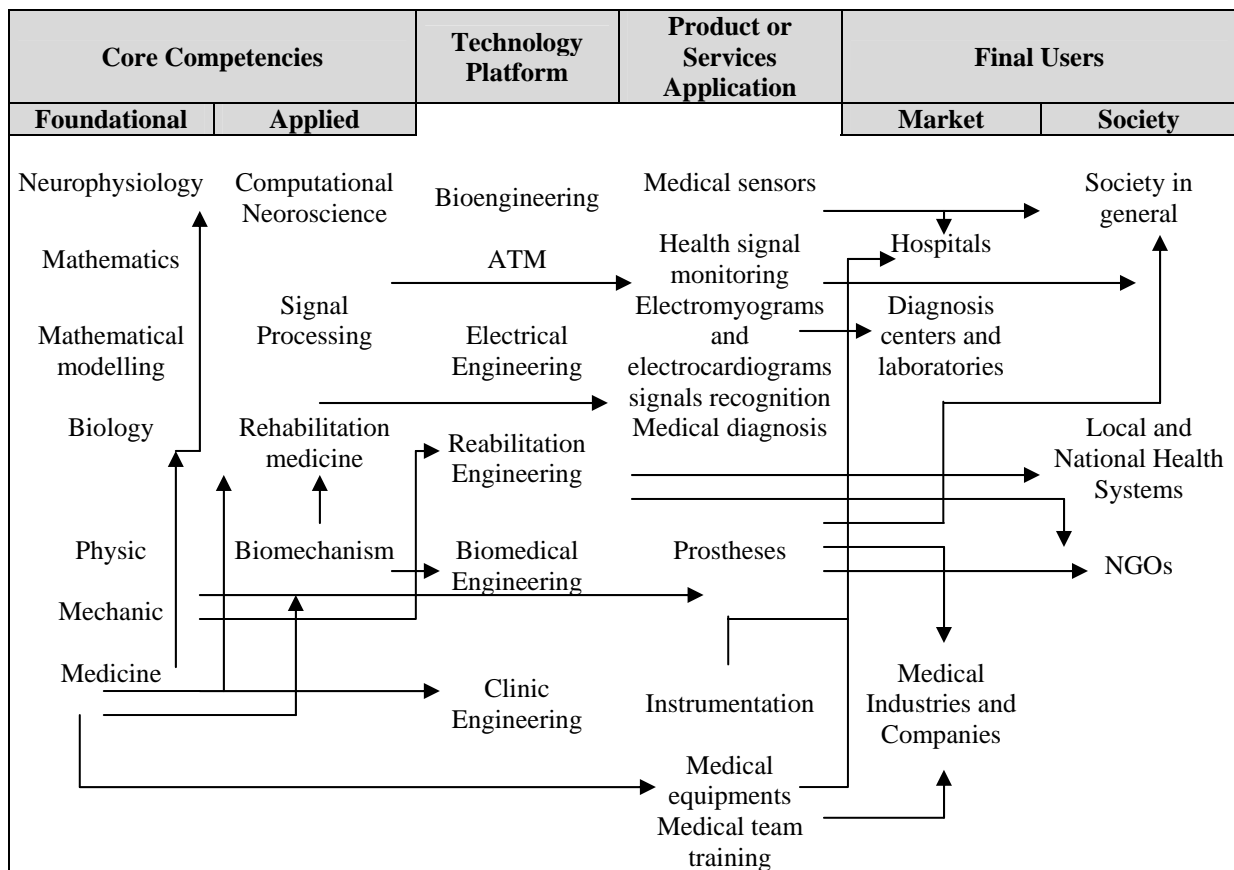 Core Competencies
Technology
Platform
Product or
Services
Application
Final Users
Foundational
Applied
Market
Society
Neurophysiology
Mathematics
Mathematical
modelling
Biology
Physic
Mechanic
Medicine
Computational
Neoroscience
Signal
Processing
Rehabilitation
medicine
Biomechanism
Bioengineering
ATM
Electrical
Engineering
Reabilitation
Engineering
Biomedical
Engineering
Clinic
Engineering
Medical sensors
Health signal
monitoring
Electromyograms
and
electrocardiograms
signals recognition
Medical diagnosis
Prostheses
Instrumentation
Medical
equipments
Medical team
training
Hospitals
Diagnosis
centers and
laboratories
Medical
Industries and
Companies
Society in
general
Local and
National Health
Systems
NGOs